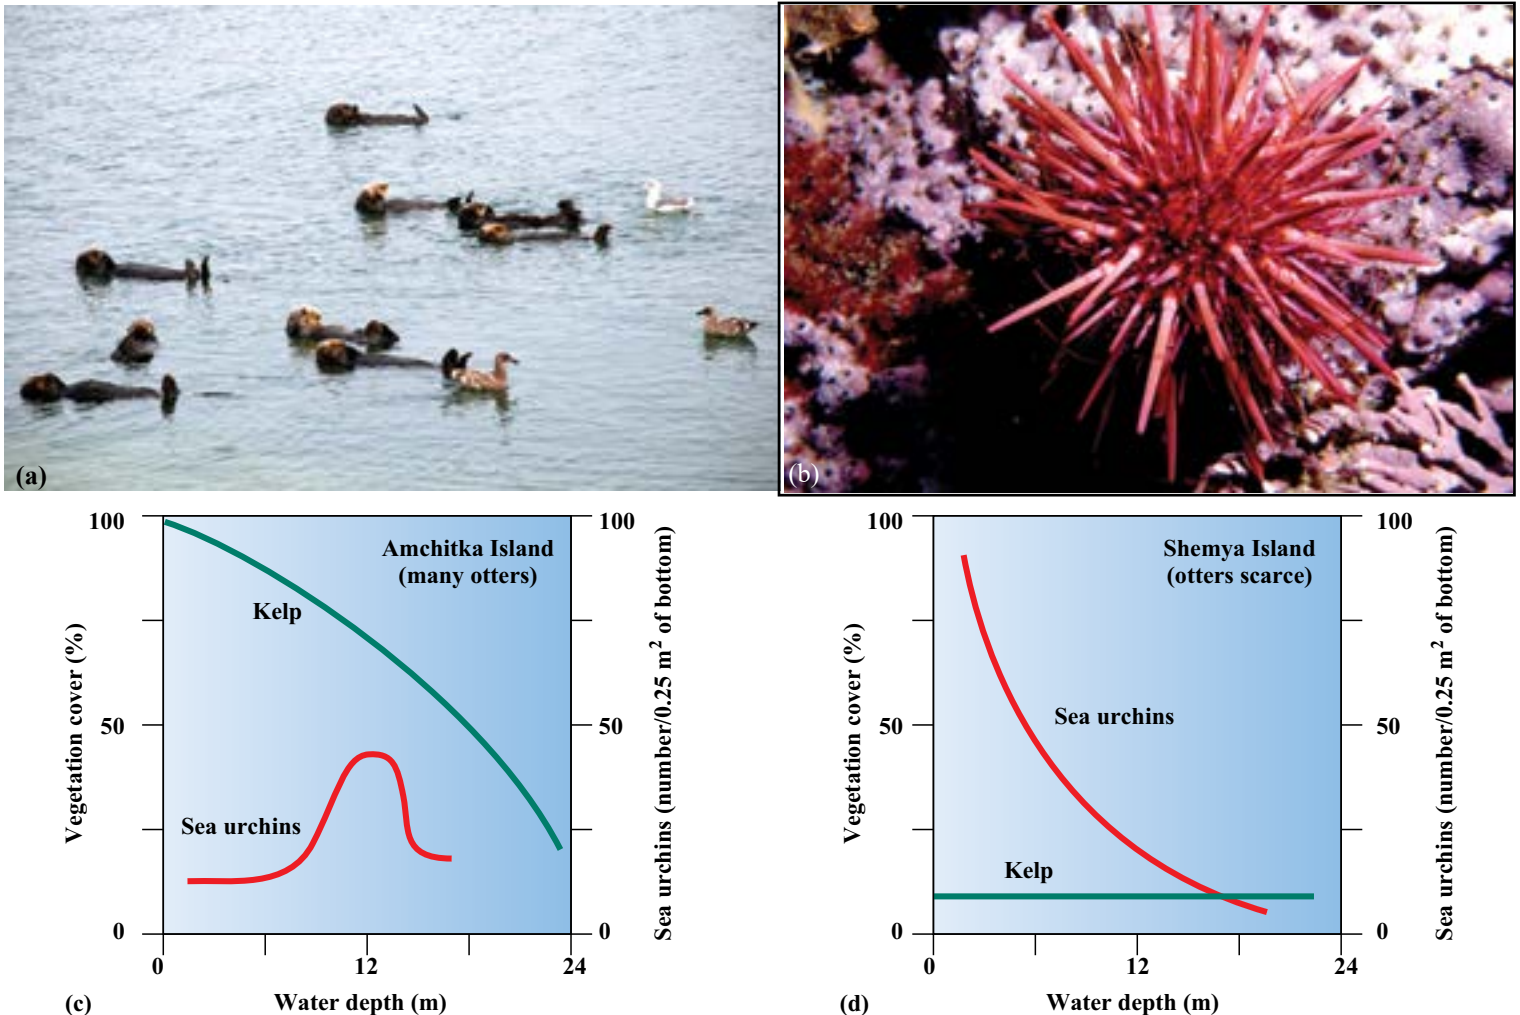 (a)
(b)
100
50
0
Vegetation cover (%)
Amchitka Island
(many otters)
Kelp
Sea urchins
100
50
0
Sea urchins (number/0.25 m² of bottom)
0
12
24
Water depth (m)
(c)
100
50
0
Vegetation cover (%)
Shemya Island
(otters scarce)
Sea urchins
Kelp
100
50
0
Sea urchins (number/0.25 m² of bottom)
0
12
24
Water depth (m)
(d)